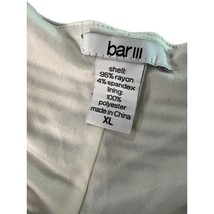 bar III
shell:
96% rayon
4% spandex
lining:
100%
polyester
made in China
XL